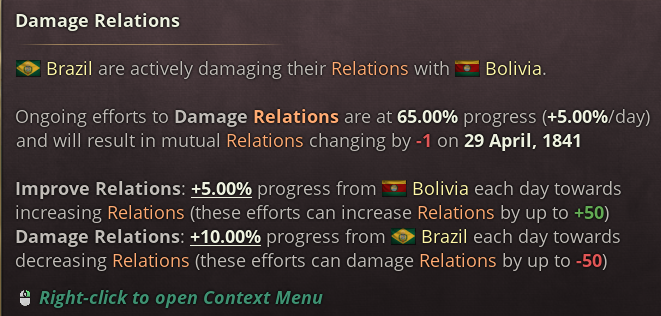 Damage Relations
Brazil are actively damaging their Relations with Bolivia.
Ongoing efforts to Damage Relations are at 65.00% progress (+5.00%/day)
and will result in mutual Relations changing by -1 on 29 April, 1841
Improve Relations: +5.00% progress from Bolivia each day towards
increasing Relations (these efforts can increase Relations by up to +50)
Damage Relations: +10.00% progress from Brazil each day towards
decreasing Relations (these efforts can damage Relations by up to -50)
Right-click to open Context Menu